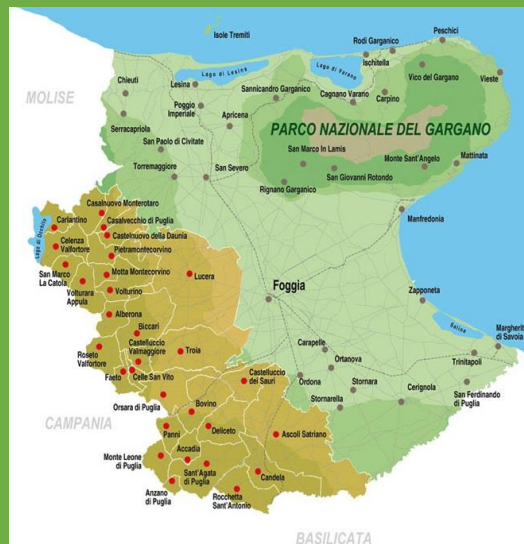 Isole Tremiti
Peschici
Rodi Garganico
Ischitella
Lago di Lesina
Lago di Varano
Vico del Gargano
Vieste
Lesina
SannicandroArgánico
Cagnano Varano
Carpino
Chieuti
MOLISE
Poggio
Imperiale
Apricena
Serracapriola
PARCO NAZIONALE DEL GARGANO
San Paolo di Civitate
San Marco In Lamis
Monte Sant'Angelo
Mattinata
Torremaggiore
San Severo
San Giovanni Rotondo
Rignano Garganico
Casalnuovo Monterotaro
Manfredonia
Carlantino
Casalvecchio di Puglia
Castelnuovo della Daunia
Celenza
Valfortore
Pietramontecorvino
San Marco
La Catola
Motta Montecorvino
Lucera
Volturara
Appula
Volturino
Foggia
Zapponeta
Alberona
Biccari
Saline
Margherita
di Savoia
Roseto
Valfortore
Castelluccio
Valmaggiore
Troia
Carapelle
Ortanova
Trinitapoli
Faeto
Celle San Vito
Castelluccio
dei Sauri
Ordona
Stornara
Cerignola
San Ferdinando
di Puglia
Orsara di Puglia
Stornarella
Bovino
CAMPANIA
Panni
Deliceto
Ascoli Satriano
Accadia
Monte Leone
di Puglia
Sant'Agata
di Puglia
Candela
Anzano
di Puglia
Rocchetta
Sant'Antonio
BASILICATA